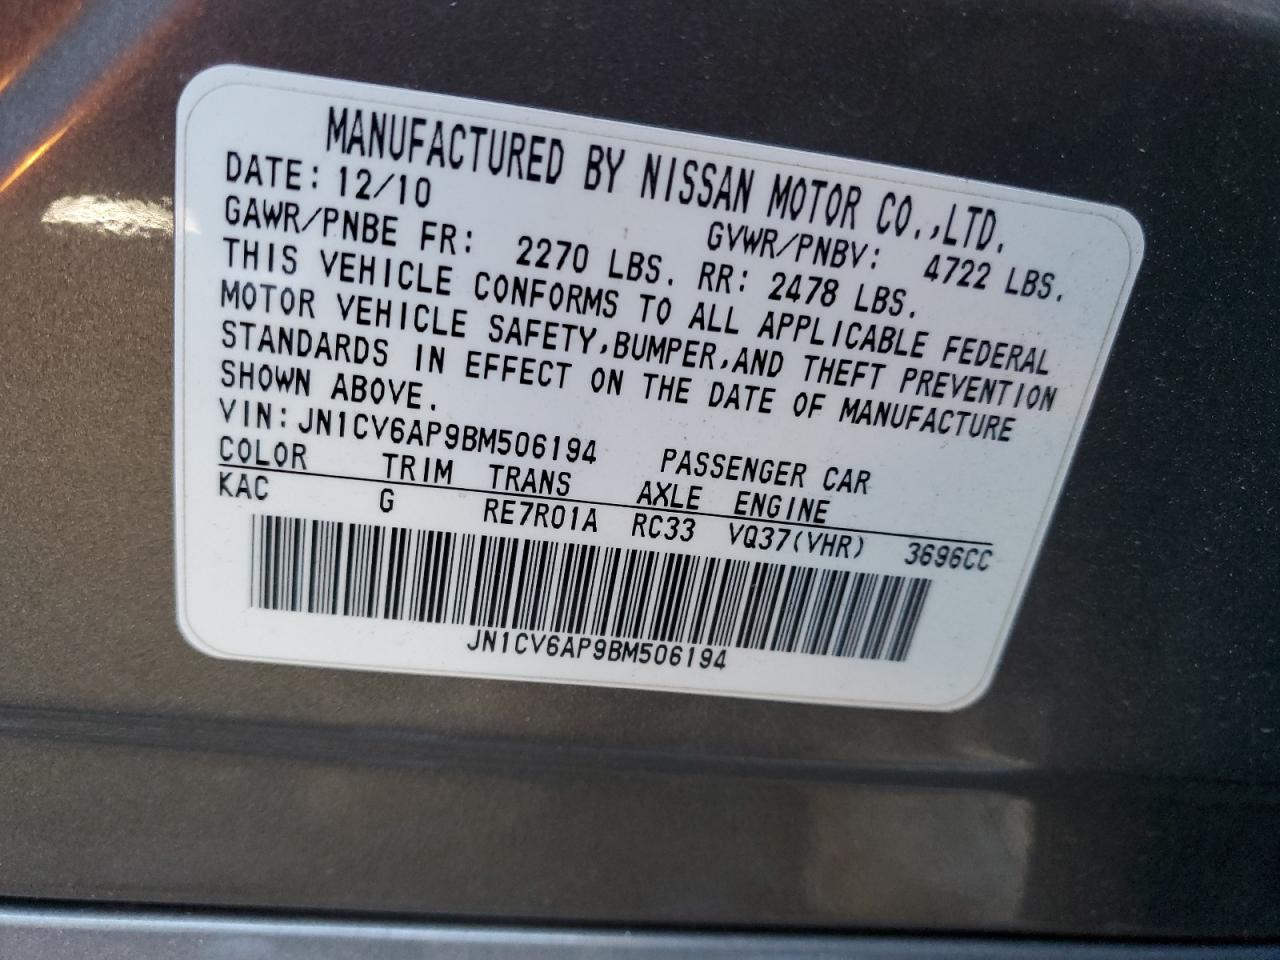 MANUFACTURED BY NISSAN MOTOR CO.,LTD.
DATE: 12/10 GVWR/PNBV: 4722 LBS.
GAWR/PNBE FR: 2270 LBS. RR: 2478 LBS.
THIS VEHICLE CONFORMS TO ALL APPLICABLE FEDERAL
MOTOR VEHICLE SAFETY,BUMPER,AND THEFT PREVENTION
STANDARDS IN EFFECT ON THE DATE OF MANUFACTURE
SHOWN ABOVE.
VIN:JN1CV6AP9BM506194 PASSENGER CAR
COLOR TRIM TRANS AXLE ENGINE
KAC G RE7R01A RC33 VQ37(VHR) 3696CC
JN1CV6AP9BM506194